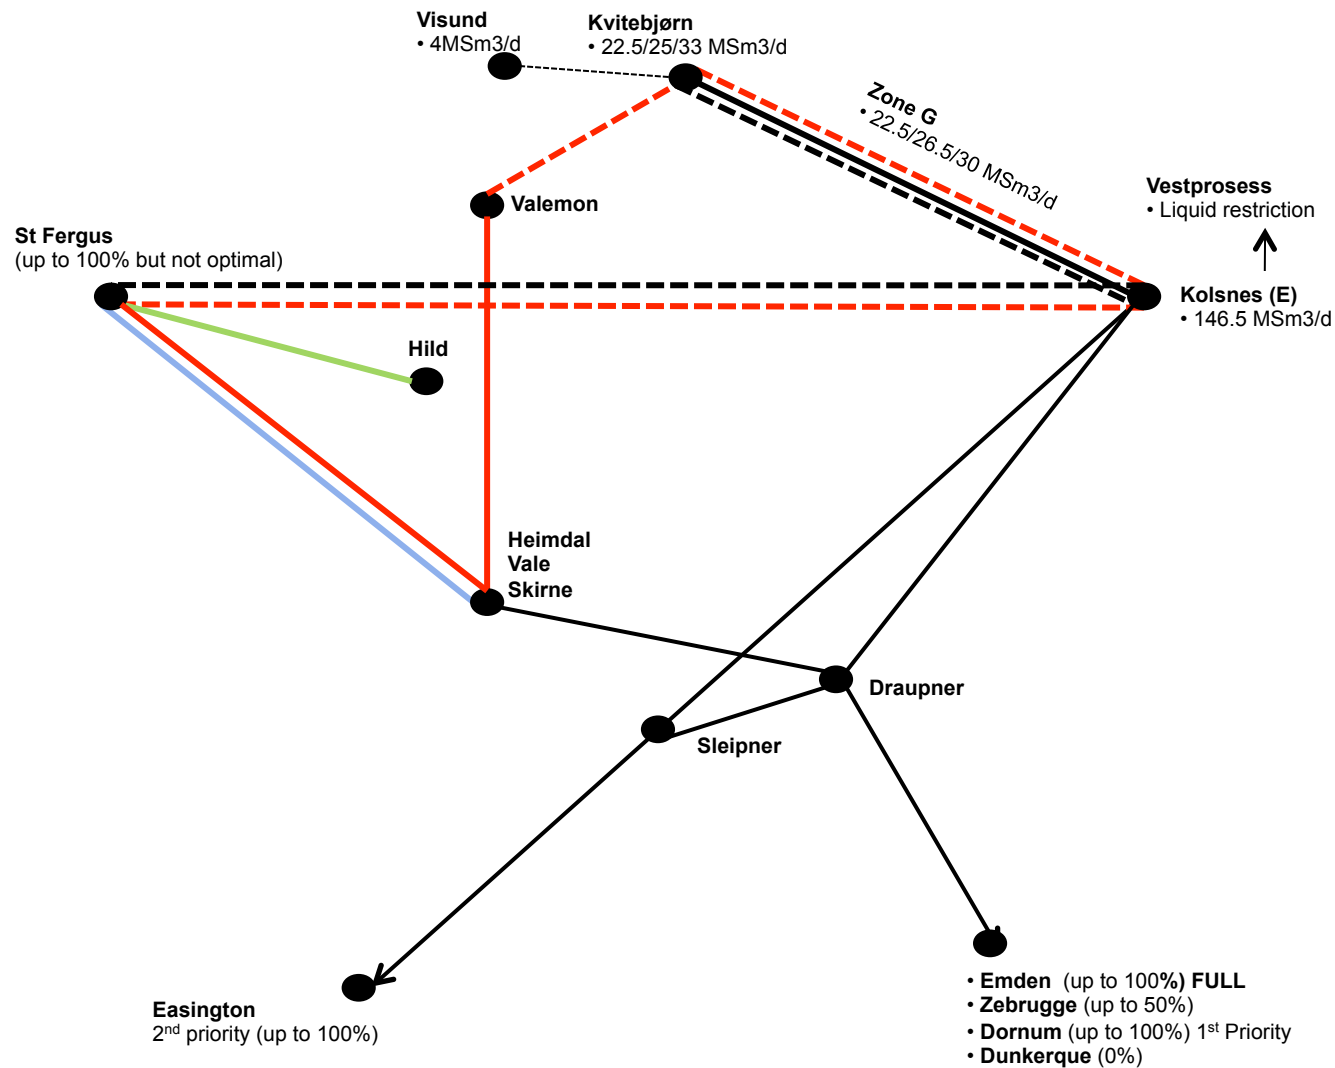 Visund
• 4MSm3/d
Kvitebjørn
• 22.5/25/33 MSm3/d
Zone G
• 22.5/26.5/30 MSm3/d
Vestprosess
• Liquid restriction
Valemon
St Fergus
(up to 100% but not optimal)
Kolsnes (E)
• 146.5 MSm3/d
Hild
Heimdal
Vale
Skirne
Draupner
Sleipner
Easington
2nd priority (up to 100%)
• Emden (up to 100%) FULL
• Zebrugge (up to 50%)
• Dornum (up to 100%) 1st Priority
• Dunkerque (0%)